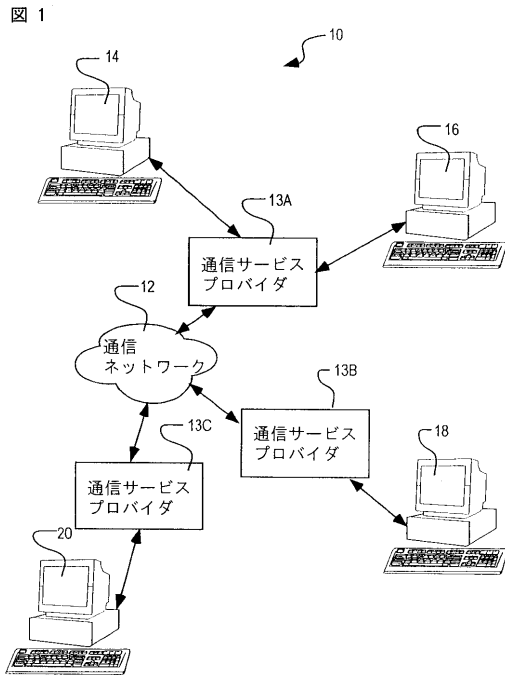 図 1
10
14
16
13A
通信サービス
プロバイダ
12
通信
ネットワーク
13B
通信サービス
プロバイダ
13C
通信サービス
プロバイダ
18
20